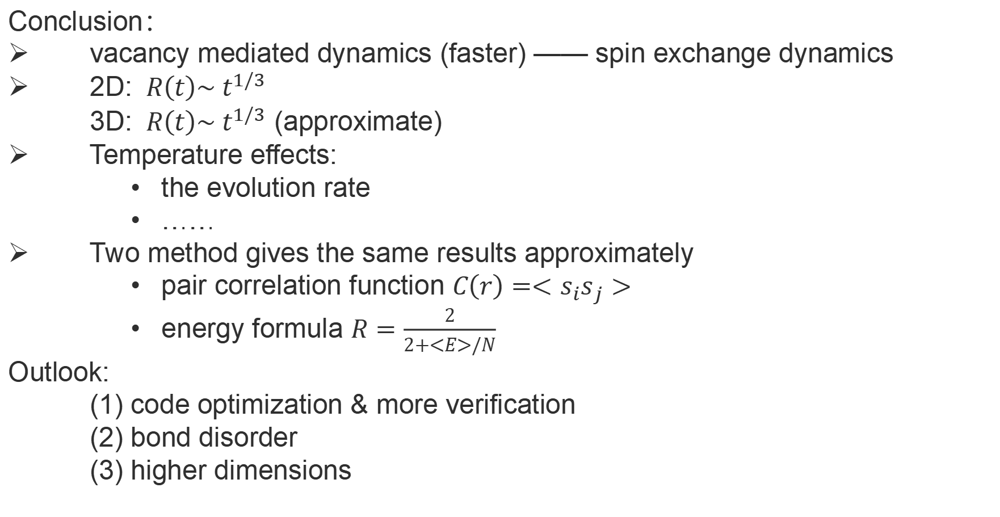 Conclusion:
➢ vacancy mediated dynamics (faster) —— spin exchange dynamics
➢ 2D: R(t)~ t^{1/3}
3D: R(t)~ t^{1/3} (approximate)
➢ Temperature effects:
• the evolution rate
• ……
➢ Two method gives the same results approximately
• pair correlation function C(r) =< s_i s_j >
• energy formula R = \frac{2}{2+<E>/N}
Outlook:
(1) code optimization & more verification
(2) bond disorder
(3) higher dimensions